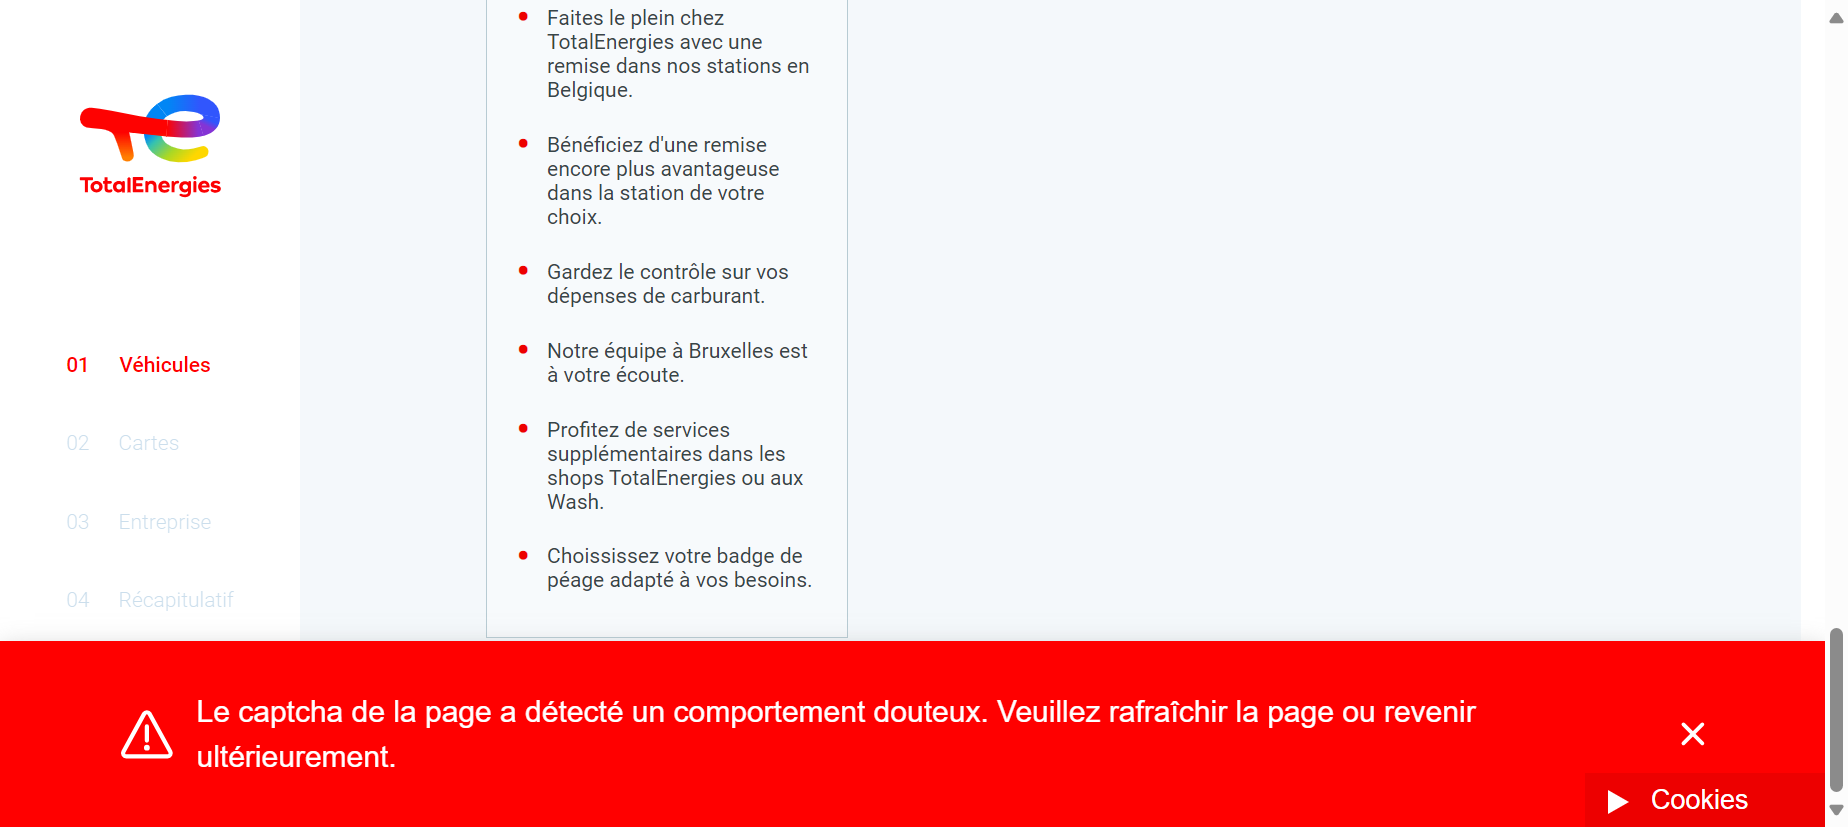 Faites le plein chez
TotalEnergies avec une
remise dans nos stations en
Belgique.
Bénéficiez d'une remise
encore plus avantageuse
dans la station de votre
choix.
Gardez le contrôle sur vos
dépenses de carburant.
Notre équipe à Bruxelles est
à votre écoute.
Profitez de services
supplémentaires dans les
shops TotalEnergies ou aux
Wash.
Choississez votre badge de
péage adapté à vos besoins.
TotalEnergies
01 Véhicules
02 Cartes
03 Entreprise
04 Récapitulatif
Le captcha de la page a détecté un comportement douteux. Veuillez rafraîchir la page ou revenir
ultérieurement.
Cookies